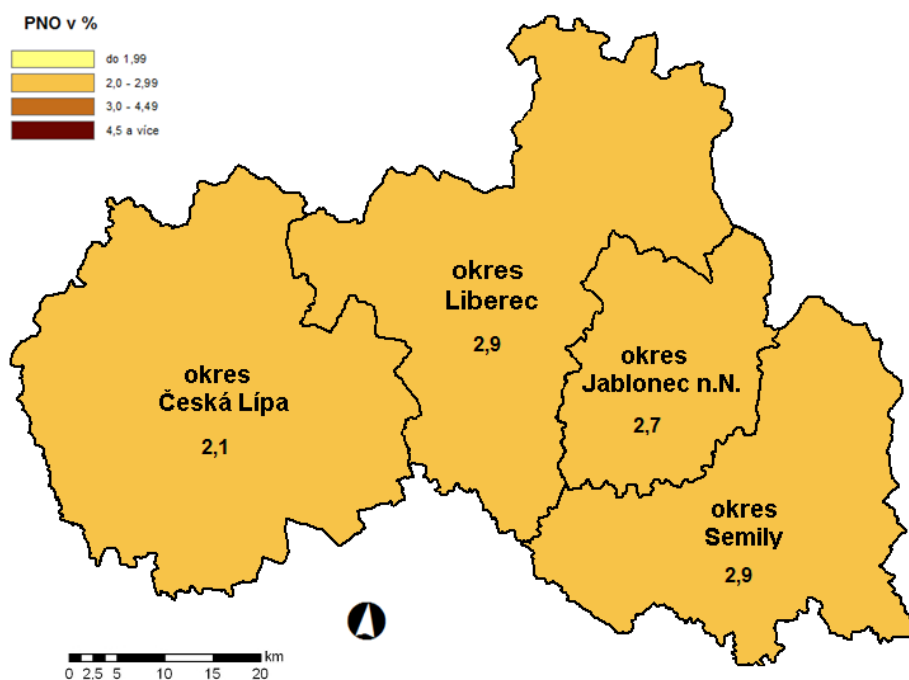 PNO v %
do 1,99
2,0 - 2,99
3,0 - 4,49
4,5 a více
okres
Liberec
2,9
okres
Jablonec n.N.
2,7
okres
Česká Lípa
2,1
okres
Semily
2,9
km
0 2,5 5 10 15 20